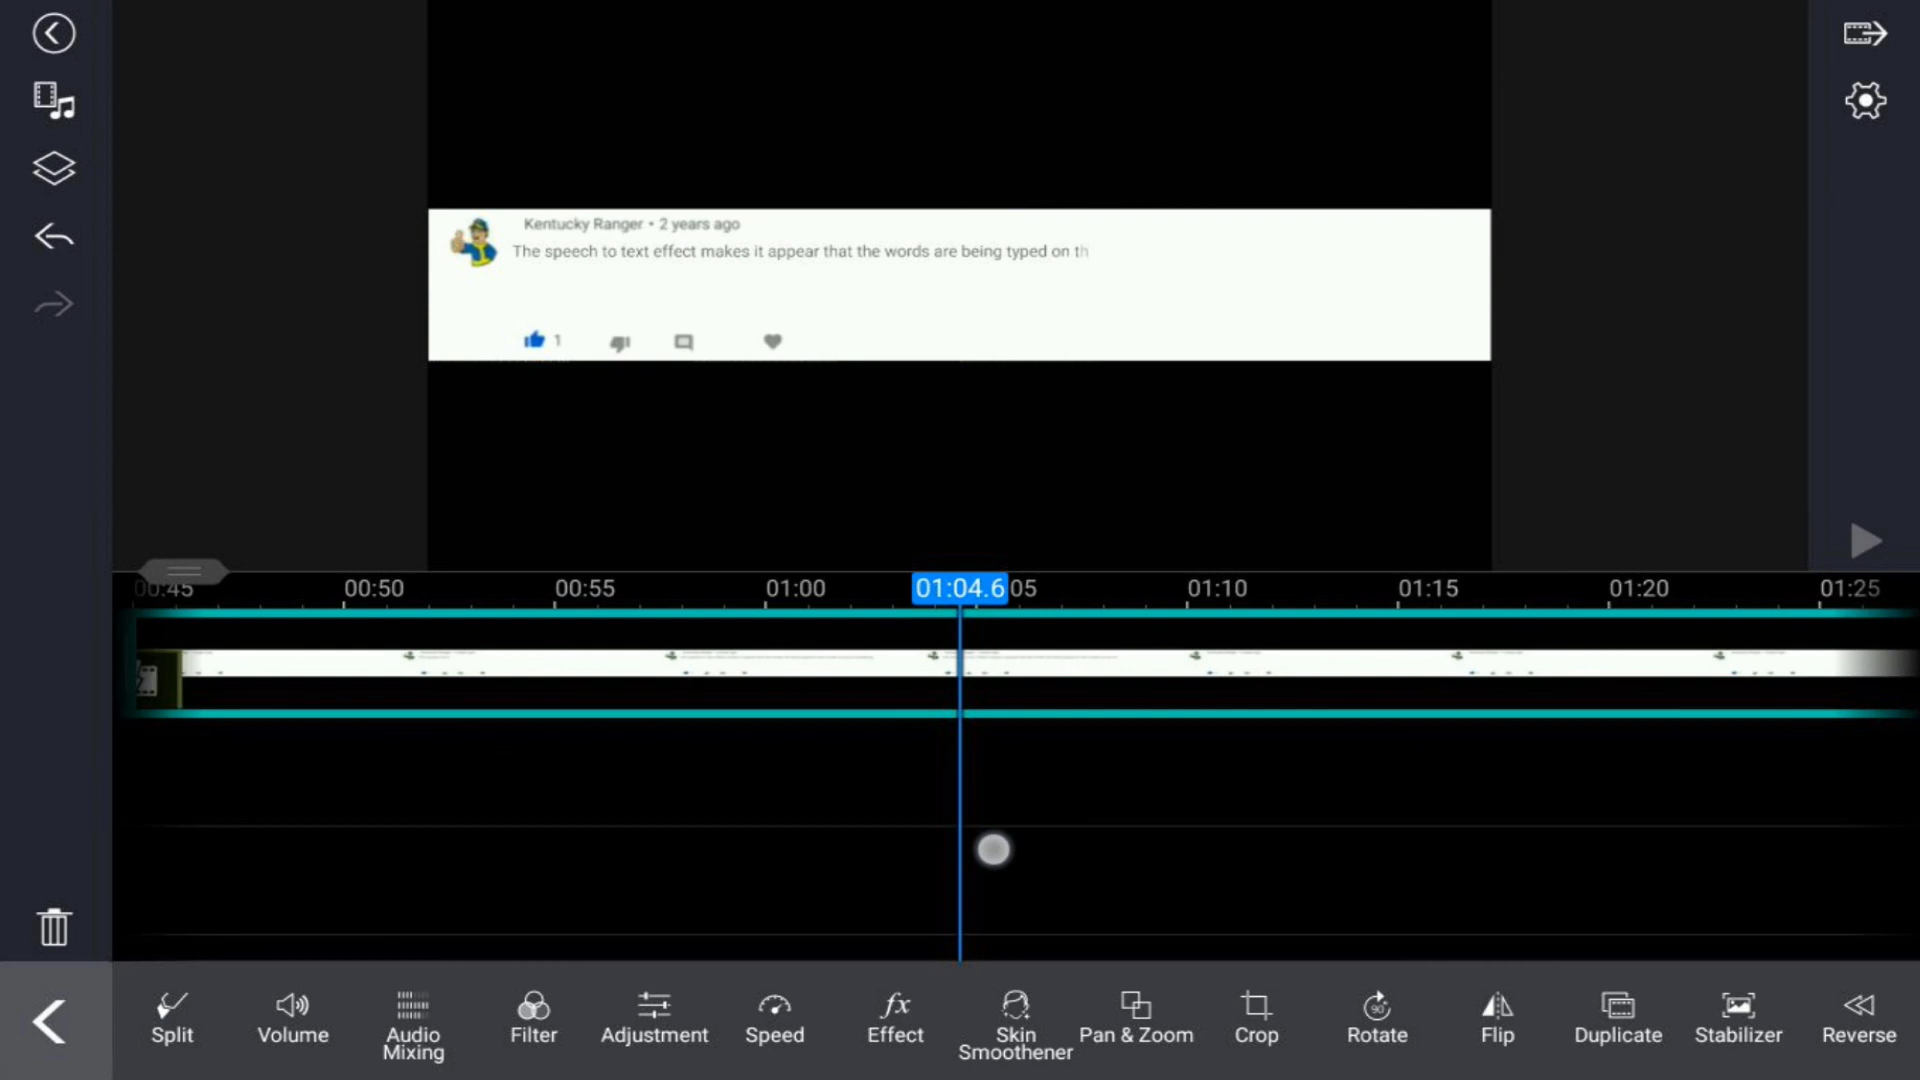 Kentucky Ranger • 2 years ago
The speech to text effect makes it appear that the words are being typed on th
1
00:45 00:50 00:55 01:00 01:04.6 05 01:10 01:15 01:20 01:25
Split Volume Audio Mixing Filter Adjustment Speed Effect Skin Smoothener Pan & Zoom Crop Rotate 90° Flip Duplicate Stabilizer Reverse